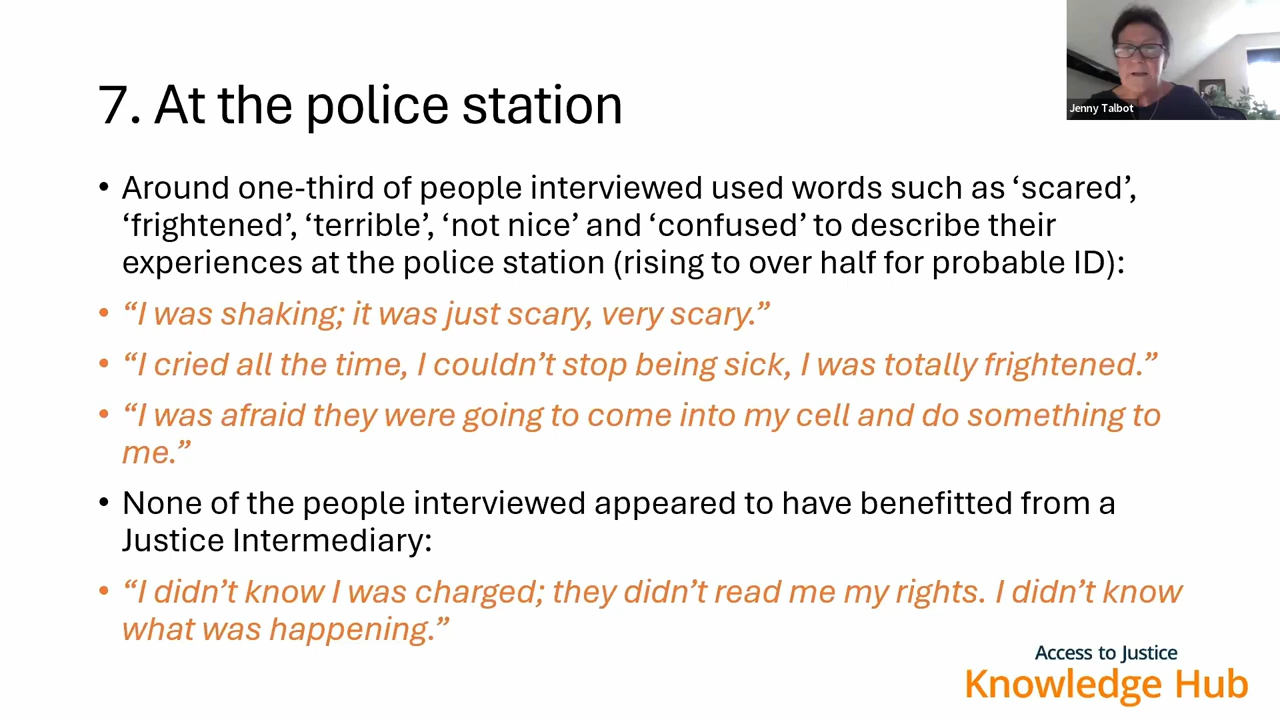 7. At the police station
Jenny Talbot
• Around one-third of people interviewed used words such as ‘scared’,
‘frightened’, ‘terrible’, ‘not nice’ and ‘confused’ to describe their
experiences at the police station (rising to over half for probable ID):
• “I was shaking; it was just scary, very scary.”
• “I cried all the time, I couldn’t stop being sick, I was totally frightened.”
• “I was afraid they were going to come into my cell and do something to
me.”
• None of the people interviewed appeared to have benefitted from a
Justice Intermediary:
• “I didn’t know I was charged; they didn’t read me my rights. I didn’t know
what was happening.”
Access to Justice
Knowledge Hub